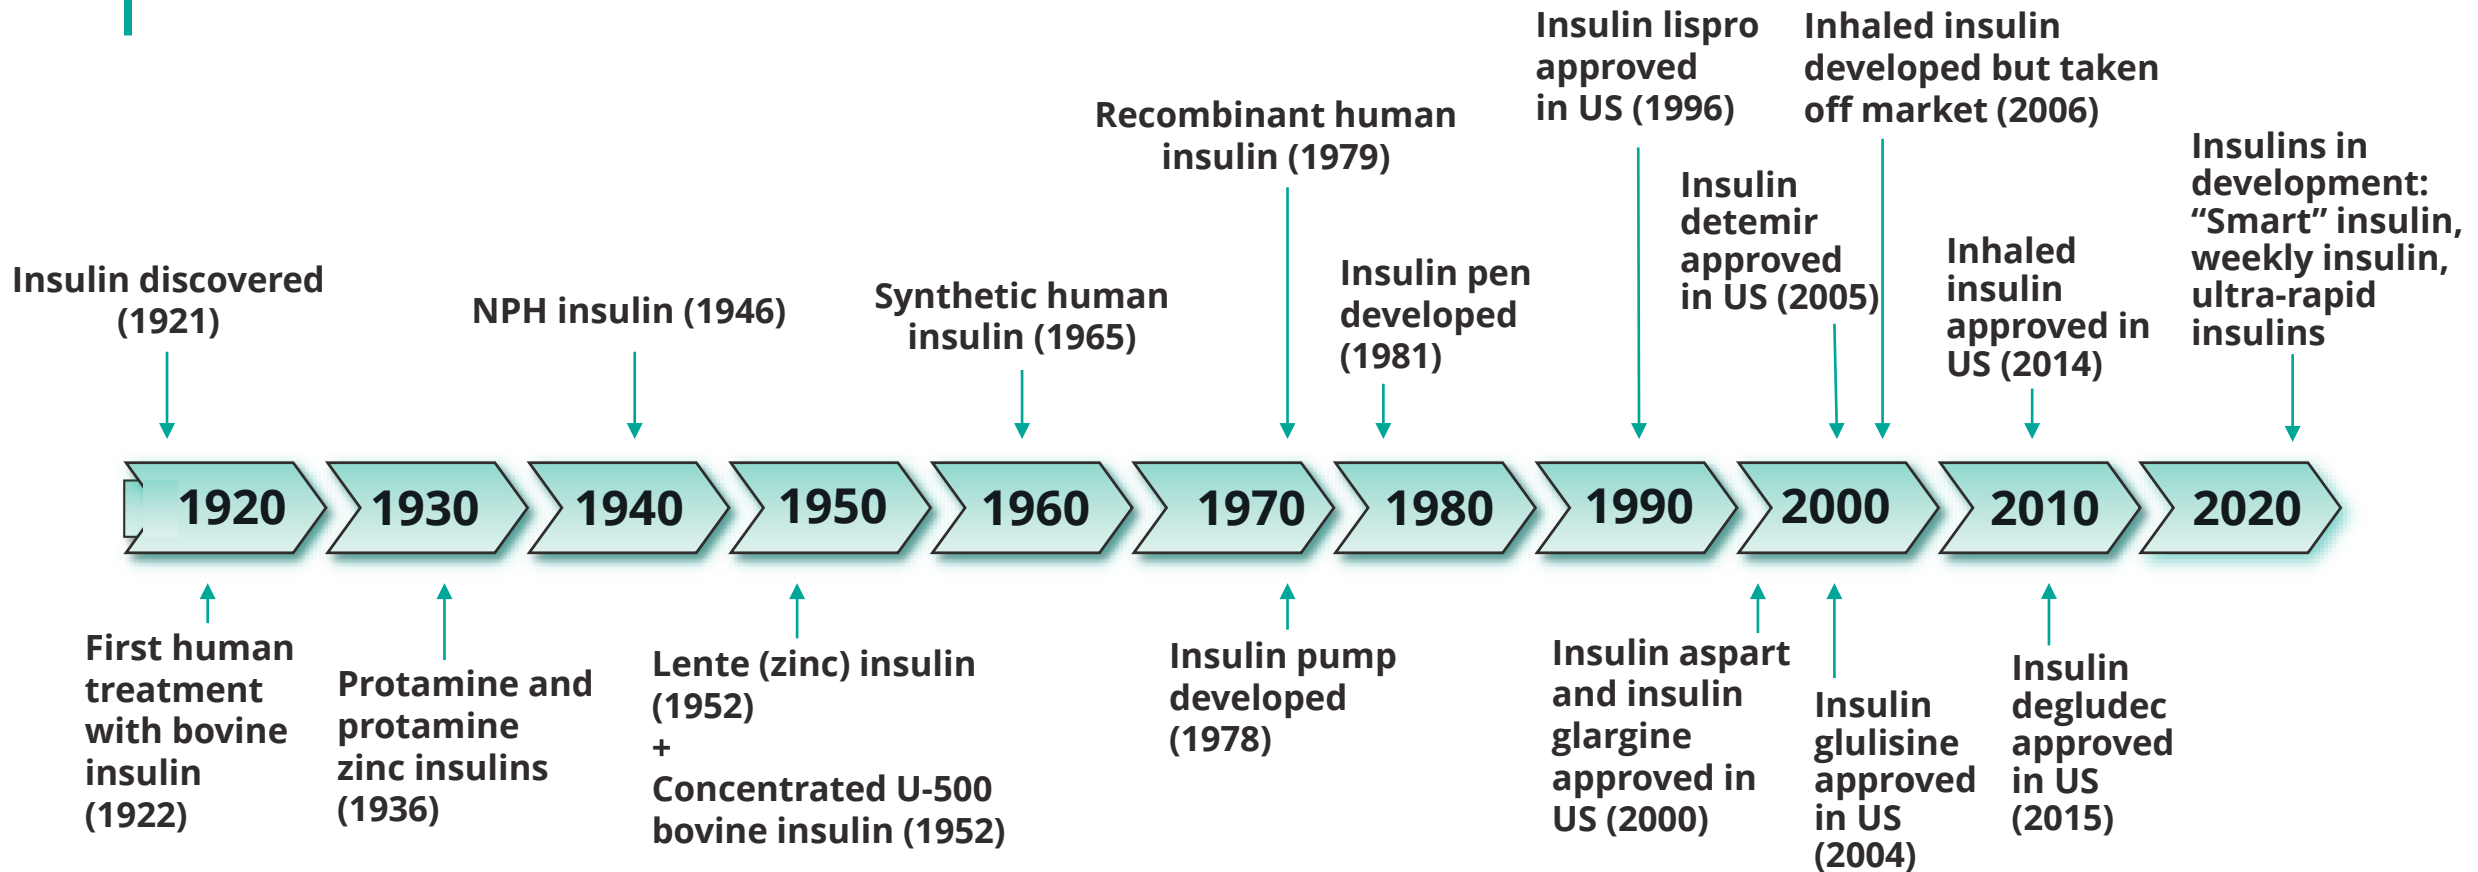 Insulin discovered
(1921)
NPH insulin (1946)
Synthetic human
insulin (1965)
Recombinant human
insulin (1979)
Insulin pen
developed
(1981)
Insulin lispro
approved
in US (1996)
Insulin
detemir
approved
in US (2005)
Inhaled insulin
developed but taken
off market (2006)
Inhaled
insulin
approved in
US (2014)
Insulins in
development:
“Smart” insulin,
weekly insulin,
ultra-rapid
insulins
1920
1930
1940
1950
1960
1970
1980
1990
2000
2010
2020
First human
treatment
with bovine
insulin
(1922)
Protamine and
protamine
zinc insulins
(1936)
Lente (zinc) insulin
(1952)
+
Concentrated U-500
bovine insulin (1952)
Insulin pump
developed
(1978)
Insulin aspart
and insulin
glargine
approved in
US (2000)
Insulin
glulisine
approved
in US
(2004)
Insulin
degludec
approved
in US
(2015)